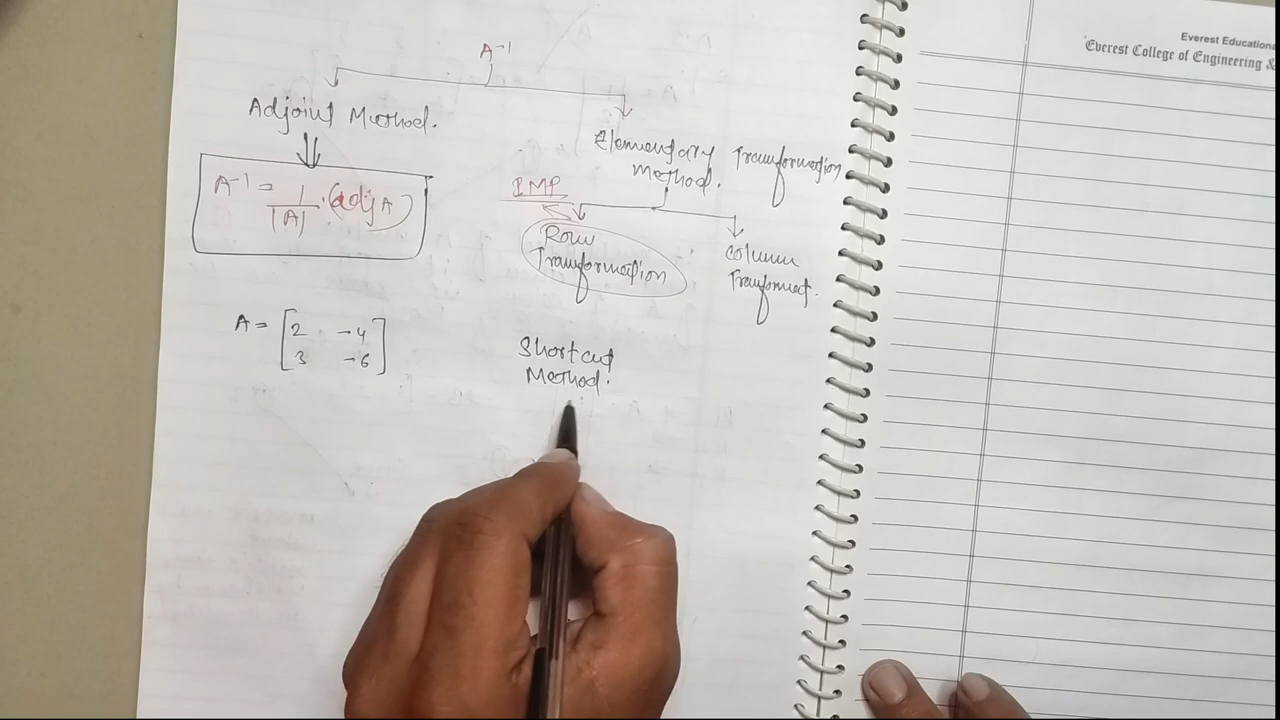 A⁻¹
Adjoint Method.
Elementary Transformation
Method.
A⁻¹ = 1/|A| · (adj A)
IMP
Row
Transformation
Column
Transformat.
A = [2 -4
3 -6]
Shortcut
Method.
Everest Educationa
Everest College of Engineering &